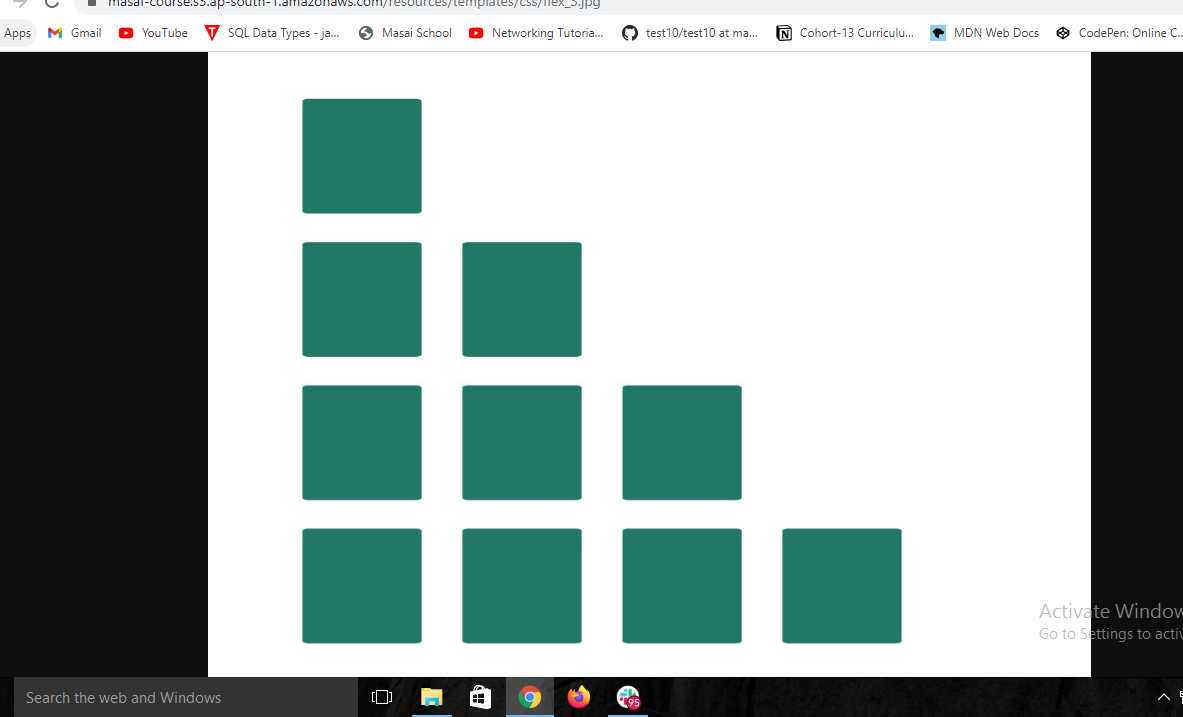 masai-course.s3.ap-south-1.amazonaws.com/resources/templates/css/flex_3.jpg
Apps Gmail YouTube SQL Data Types - ja... Masai School Networking Tutoria... test10/test10 at ma... Cohort-13 Curriculu... MDN Web Docs CodePen: Online C...
Activate Window
Go to Settings to activ
Search the web and Windows
95